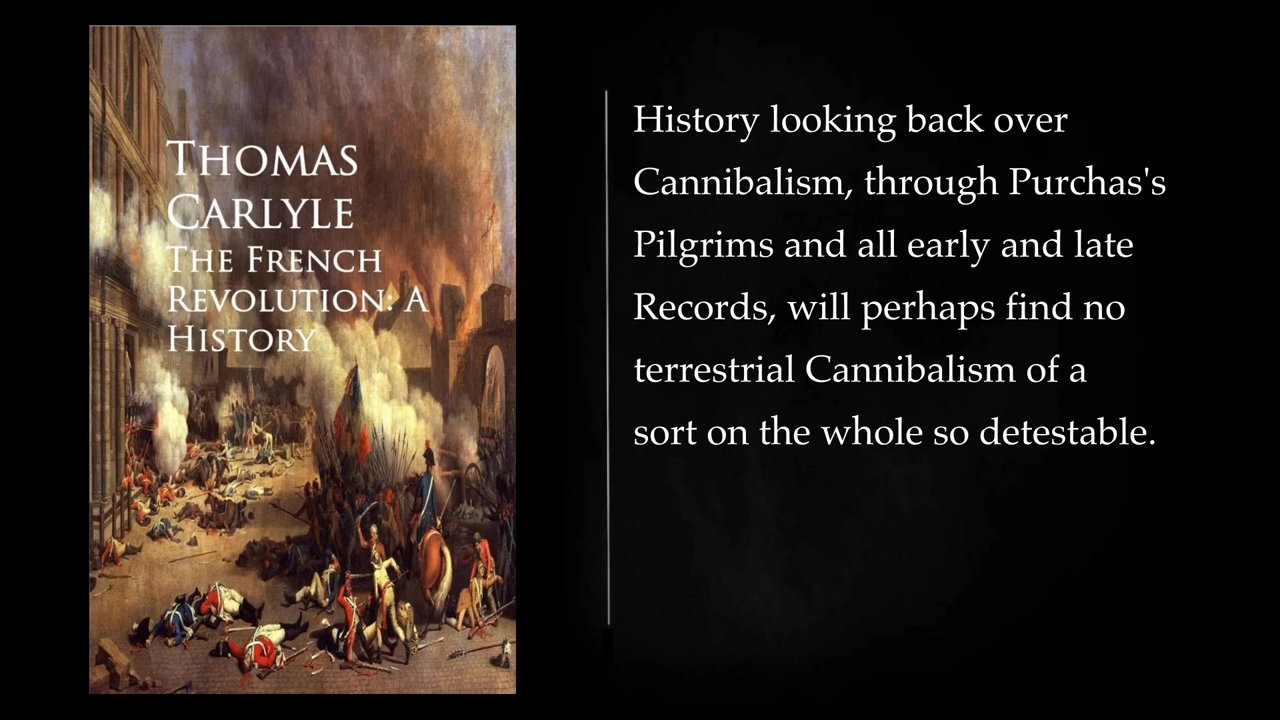 THOMAS
CARLYLE
THE FRENCH
REVOLUTION: A
HISTORY
History looking back over
Cannibalism, through Purchas's
Pilgrims and all early and late
Records, will perhaps find no
terrestrial Cannibalism of a
sort on the whole so detestable.